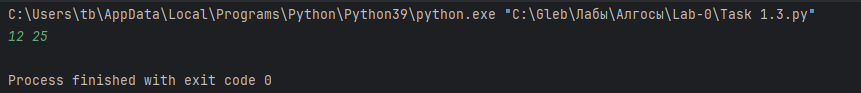 C:\Users\tb\AppData\Local\Programs\Python\Python39\python.exe "C:\Gleb\Лабы\Алгосы\Lab-0\Task 1.3.py"
12 25
Process finished with exit code 0